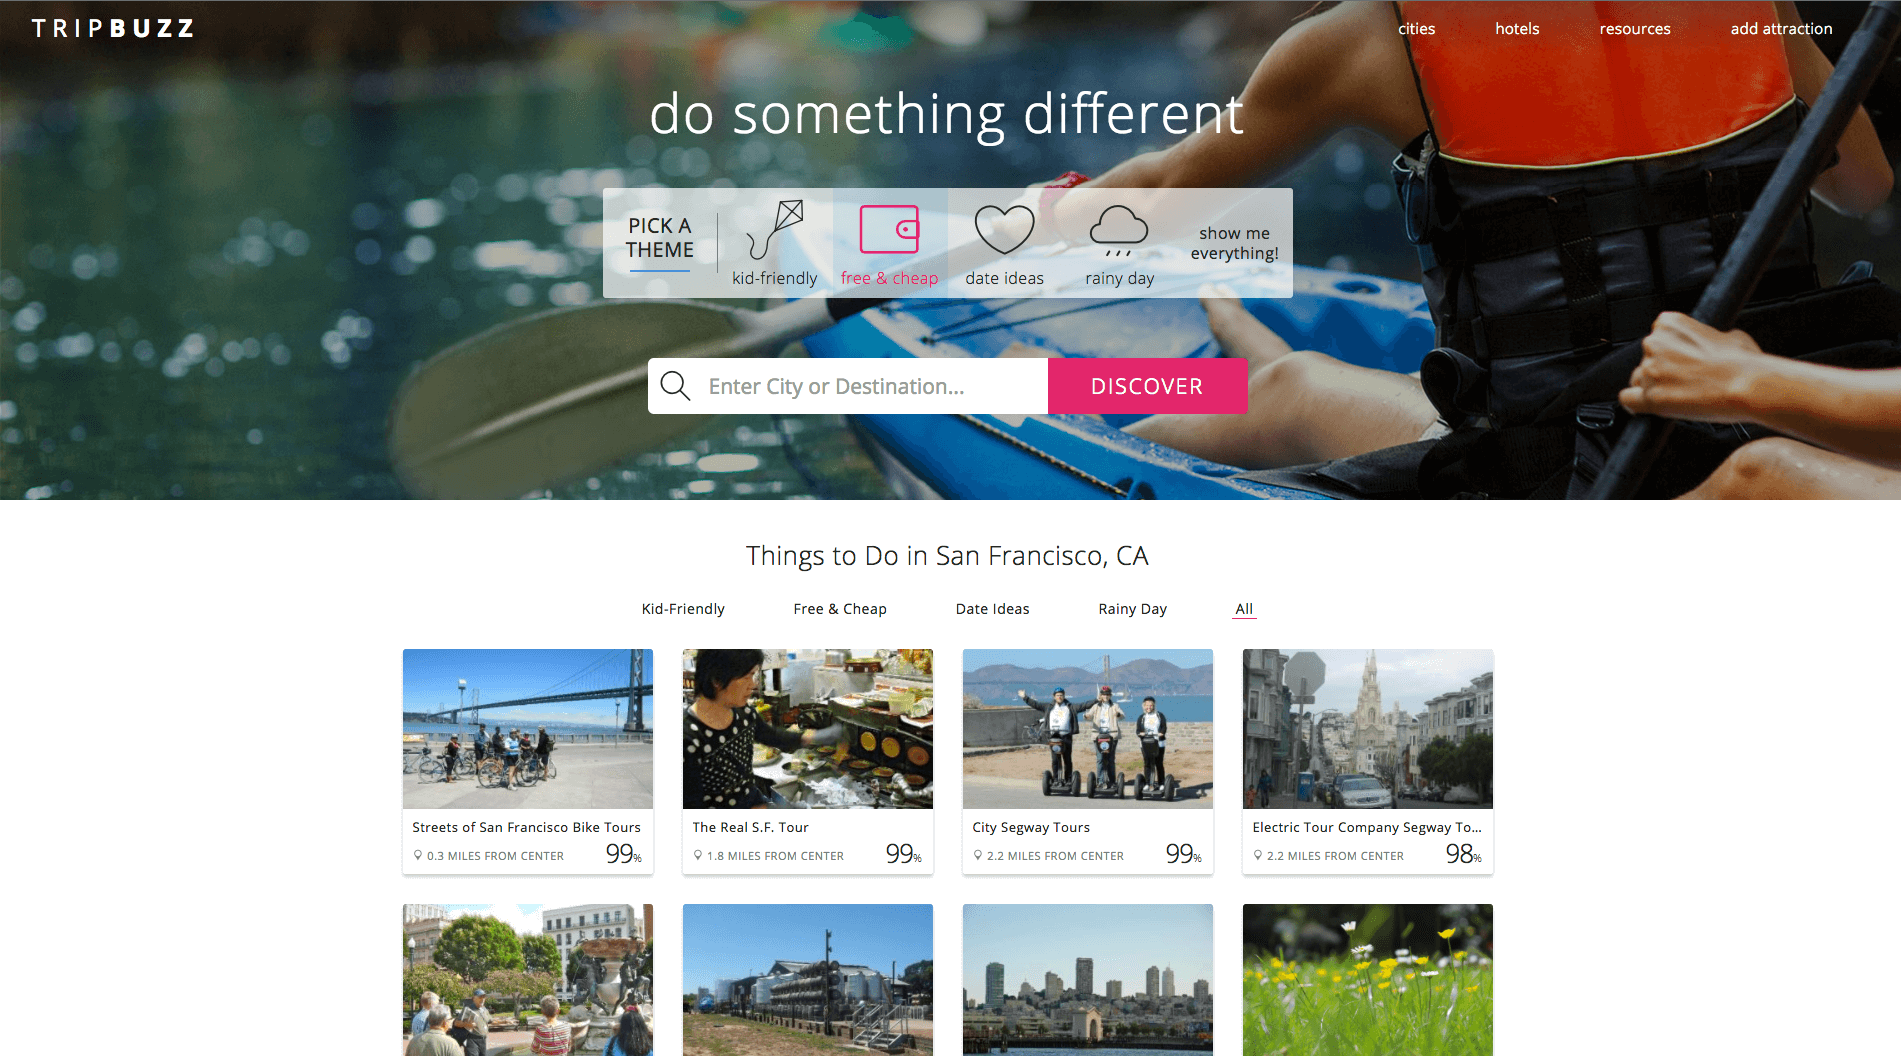 TRIPBUZZ
cities
hotels
resources
add attraction
do something different
PICK A
THEME
kid-friendly
free & cheap
date ideas
rainy day
show me
everything!
Enter City or Destination...
DISCOVER
Things to Do in San Francisco, CA
Kid-Friendly
Free & Cheap
Date Ideas
Rainy Day
All
Streets of San Francisco Bike Tours
0.3 MILES FROM CENTER
99%
The Real S.F. Tour
1.8 MILES FROM CENTER
99%
City Segway Tours
2.2 MILES FROM CENTER
99%
Electric Tour Company Segway To...
2.2 MILES FROM CENTER
98%